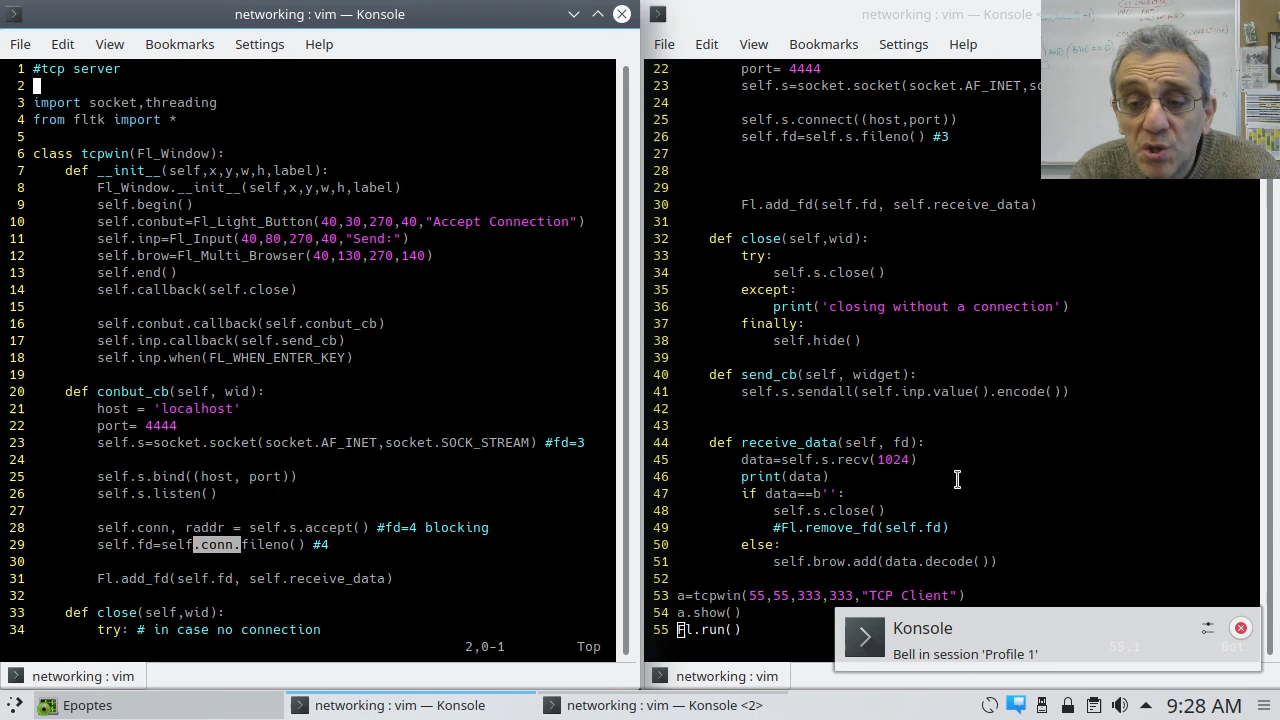 networking : vim — Konsole
File Edit View Bookmarks Settings Help
1 #tcp server
2
3 import socket,threading
4 from fltk import *
5
6 class tcpwin(Fl_Window):
7     def __init__(self,x,y,w,h,label):
8         Fl_Window.__init__(self,x,y,w,h,label)
9         self.begin()
10         self.conbut=Fl_Light_Button(40,30,270,40,"Accept Connection")
11         self.inp=Fl_Input(40,80,270,40,"Send:")
12         self.brow=Fl_Multi_Browser(40,130,270,140)
13         self.end()
14         self.callback(self.close)
15
16         self.conbut.callback(self.conbut_cb)
17         self.inp.callback(self.send_cb)
18         self.inp.when(FL_WHEN_ENTER_KEY)
19
20     def conbut_cb(self, wid):
21         host = 'localhost'
22         port= 4444
23         self.s=socket.socket(socket.AF_INET,socket.SOCK_STREAM) #fd=3
24
25         self.s.bind((host, port))
26         self.s.listen()
27
28         self.conn, raddr = self.s.accept() #fd=4 blocking
29         self.fd=self.conn.fileno() #4
30
31         Fl.add_fd(self.fd, self.receive_data)
32
33     def close(self,wid):
34         try: # in case no connection
2,0-1 Top
networking : vim
networking : vim — Konsole
File Edit View Bookmarks Settings Help
22         port= 4444
23         self.s=socket.socket(socket.AF_INET,so
24
25         self.s.connect((host,port))
26         self.fd=self.s.fileno() #3
27
28
29
30         Fl.add_fd(self.fd, self.receive_data)
31
32     def close(self,wid):
33         try:
34             self.s.close()
35         except:
36             print('closing without a connection')
37         finally:
38             self.hide()
39
40     def send_cb(self, widget):
41         self.s.sendall(self.inp.value().encode())
42
43
44     def receive_data(self, fd):
45         data=self.s.recv(1024)
46         print(data)
47         if data==b'':
48             self.s.close()
49             #Fl.remove_fd(self.fd)
50         else:
51             self.brow.add(data.decode())
52
53 a=tcpwin(55,55,333,333,"TCP Client")
54 a.show()
55 Fl.run()
55,1 Bot
networking : vim
Konsole
Bell in session 'Profile 1'
Epoptes
networking : vim — Konsole
networking : vim — Konsole <2>
9:28 AM